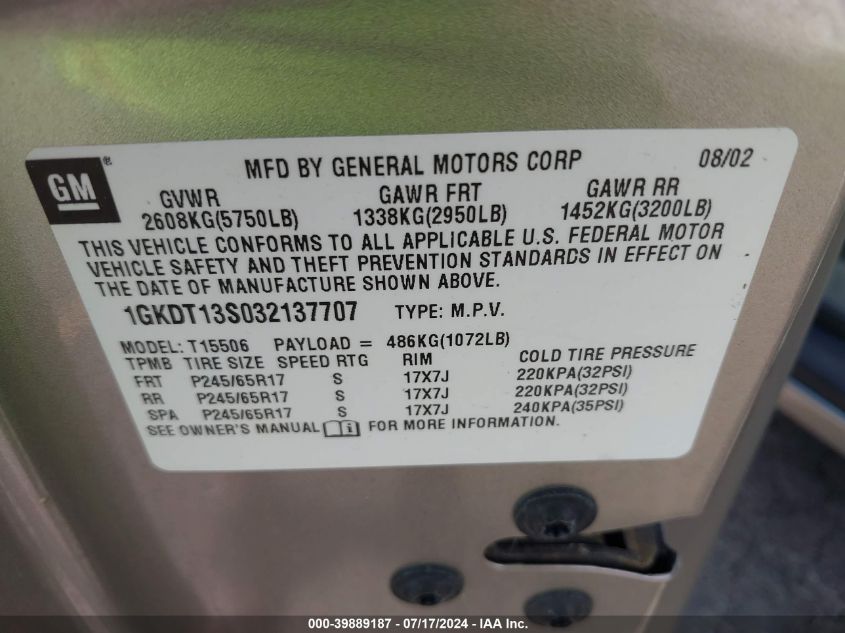 GM ®
MFD BY GENERAL MOTORS CORP 08/02
GVWR GAWR FRT GAWR RR
2608KG(5750LB) 1338KG(2950LB) 1452KG(3200LB)
THIS VEHICLE CONFORMS TO ALL APPLICABLE U.S. FEDERAL MOTOR
VEHICLE SAFETY AND THEFT PREVENTION STANDARDS IN EFFECT ON
THE DATE OF MANUFACTURE SHOWN ABOVE.
1GKDT13S032137707 TYPE: M.P.V.
MODEL: T15506 PAYLOAD = 486KG(1072LB)
TPMB TIRE SIZE SPEED RTG RIM COLD TIRE PRESSURE
FRT P245/65R17 S 17X7J 220KPA(32PSI)
RR P245/65R17 S 17X7J 220KPA(32PSI)
SPA P245/65R17 S 17X7J 240KPA(35PSI)
SEE OWNER'S MANUAL i FOR MORE INFORMATION.
000-39889187 - 07/17/2024 - IAA Inc.